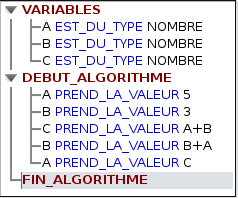 VARIABLES
A EST_DU_TYPE NOMBRE
B EST_DU_TYPE NOMBRE
C EST_DU_TYPE NOMBRE
DEBUT_ALGORITHME
A PREND_LA_VALEUR 5
B PREND_LA_VALEUR 3
C PREND_LA_VALEUR A+B
B PREND_LA_VALEUR B+A
A PREND_LA_VALEUR C
FIN_ALGORITHME